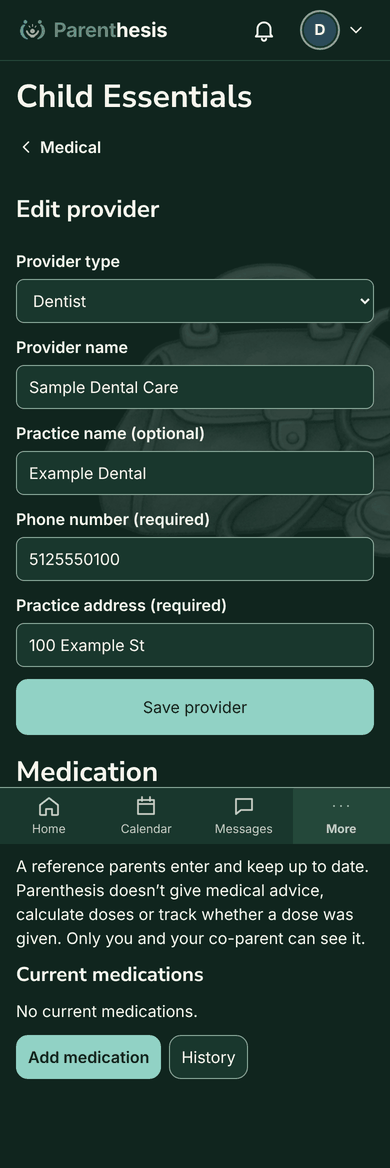 Parenthesis
D
Child Essentials
Medical
Edit provider
Provider type
Dentist
Provider name
Sample Dental Care
Practice name (optional)
Example Dental
Phone number (required)
5125550100
Practice address (required)
100 Example St
Save provider
Medication
Home Calendar Messages More
A reference parents enter and keep up to date.
Parenthesis doesn’t give medical advice,
calculate doses or track whether a dose was
given. Only you and your co-parent can see it.
Current medications
No current medications.
Add medication History